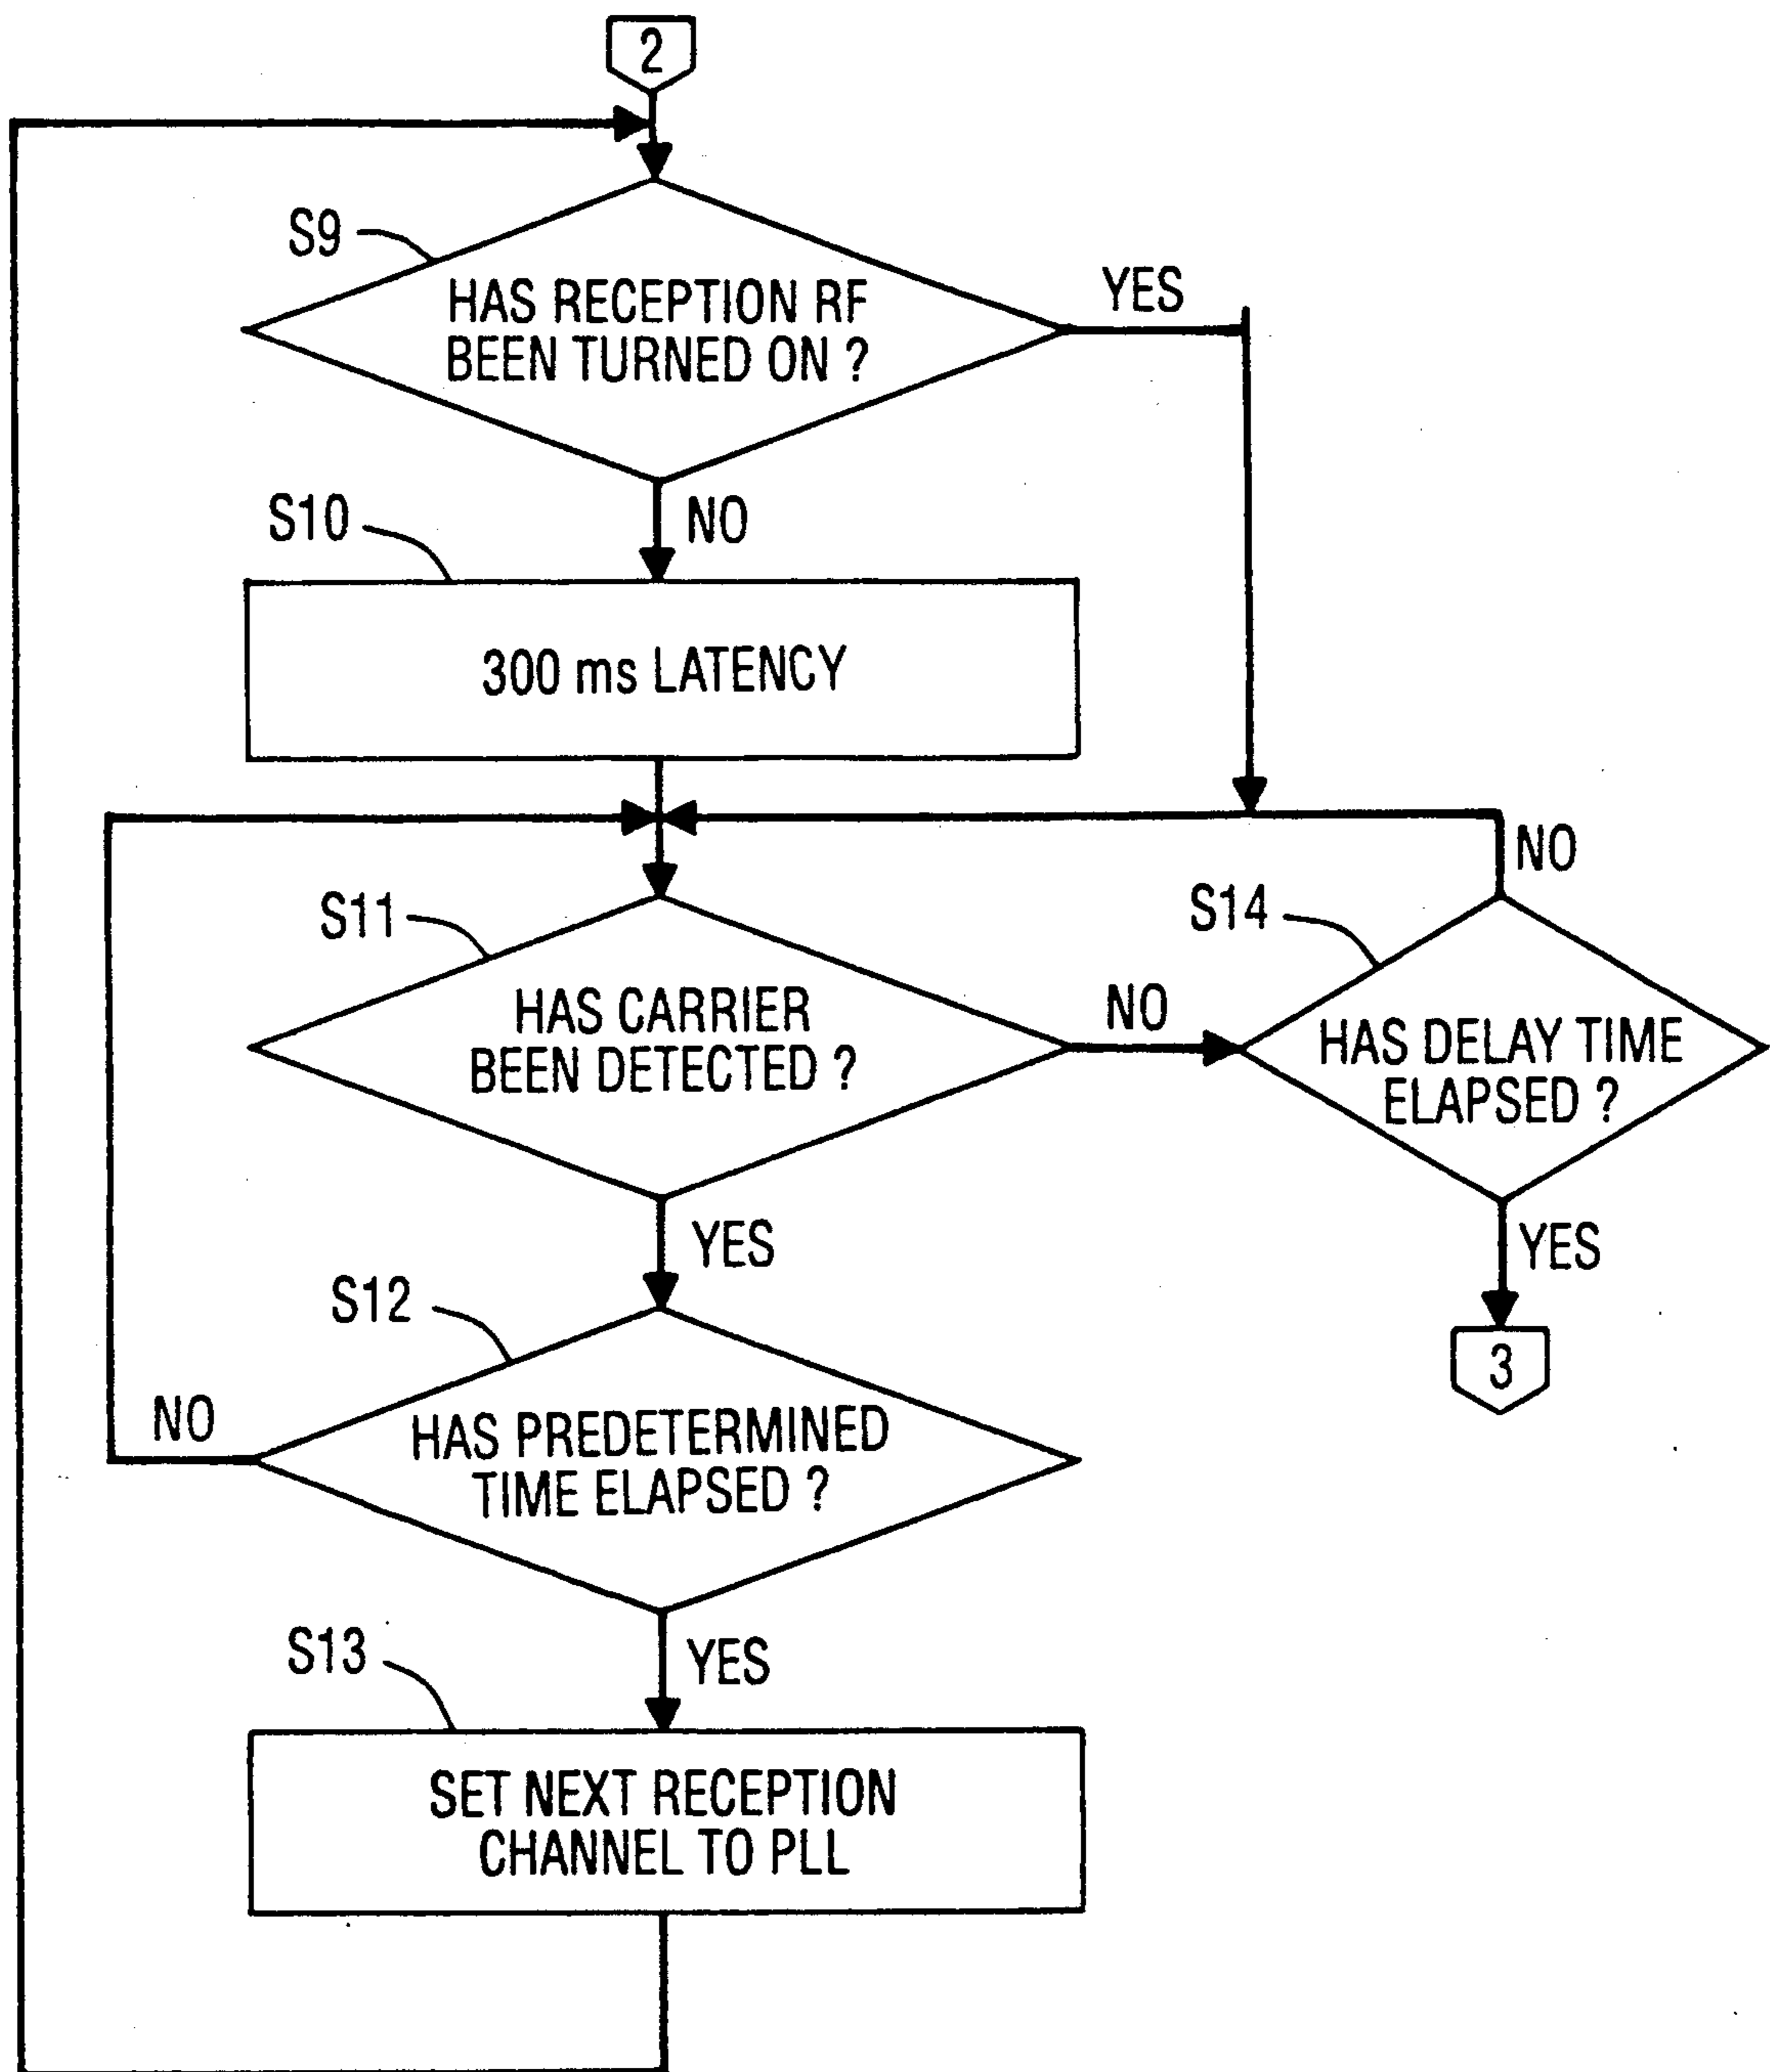 2
S9
HAS RECEPTION RF
BEEN TURNED ON ?
YES
S10
NO
300 ms LATENCY
NO
S11
S14
HAS CARRIER
BEEN DETECTED ?
NO
HAS DELAY TIME
ELAPSED ?
YES
YES
S12
3
NO
HAS PREDETERMINED
TIME ELAPSED ?
S13
YES
SET NEXT RECEPTION
CHANNEL TO PLL